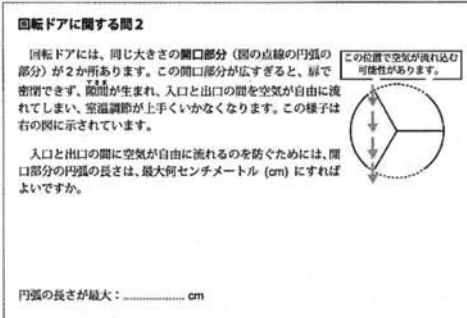 回転ドアに関する問2
回転ドアには、同じ大きさの開口部分（図の点線の円弧の
部分）が2か所あります。この開口部分が広すぎると、扉で
密閉できず、隙間が生まれ、入口と出口の間を空気が自由に流
すきま
れてしまい、室温調節が上手くいかなくなります。この様子は
右の図に示されています。
この位置で空気が流れ込む
可能性があります。
入口と出口の間に空気が自由に流れるのを防ぐためには、開
口部分の円弧の長さは、最大何センチメートル (cm) にすれば
よいですか。
円弧の長さが最大：.................. cm